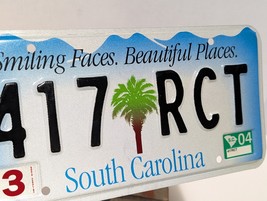 Smiling Faces. Beautiful Places.
417 RCT
04
3
South Carolina